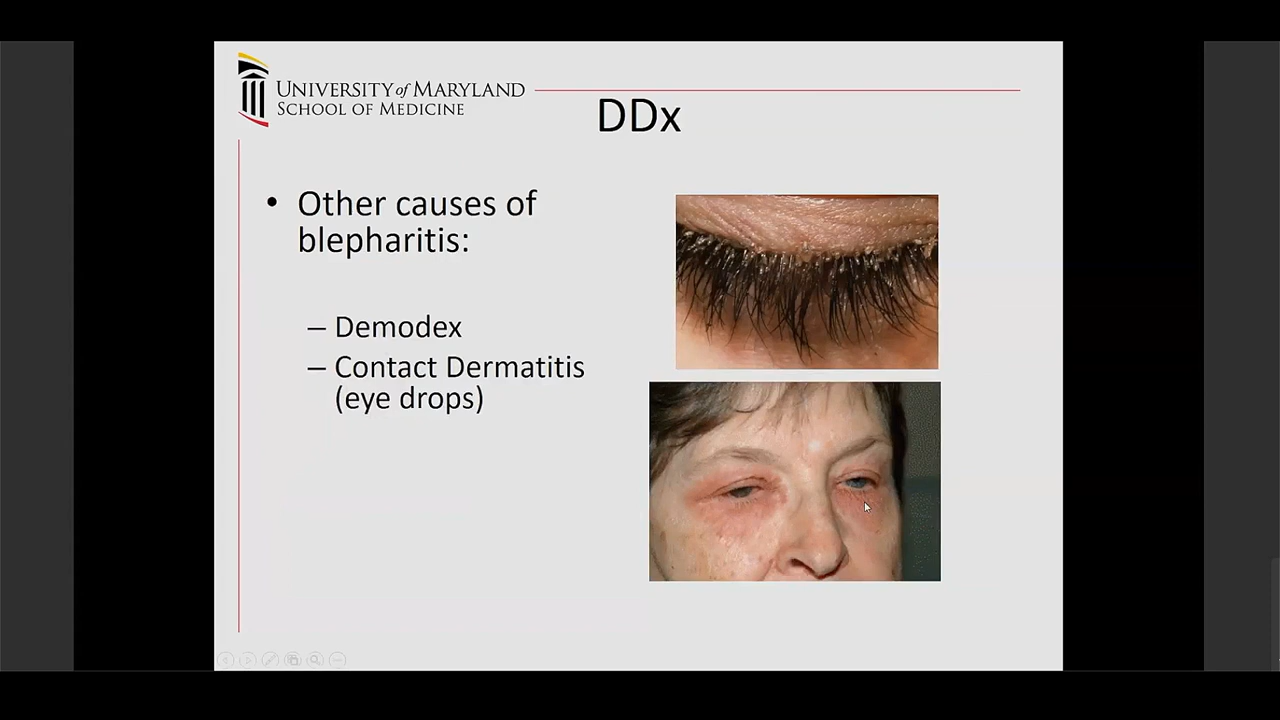 UNIVERSITY of MARYLAND
SCHOOL OF MEDICINE
DDx
• Other causes of
blepharitis:
– Demodex
– Contact Dermatitis
(eye drops)